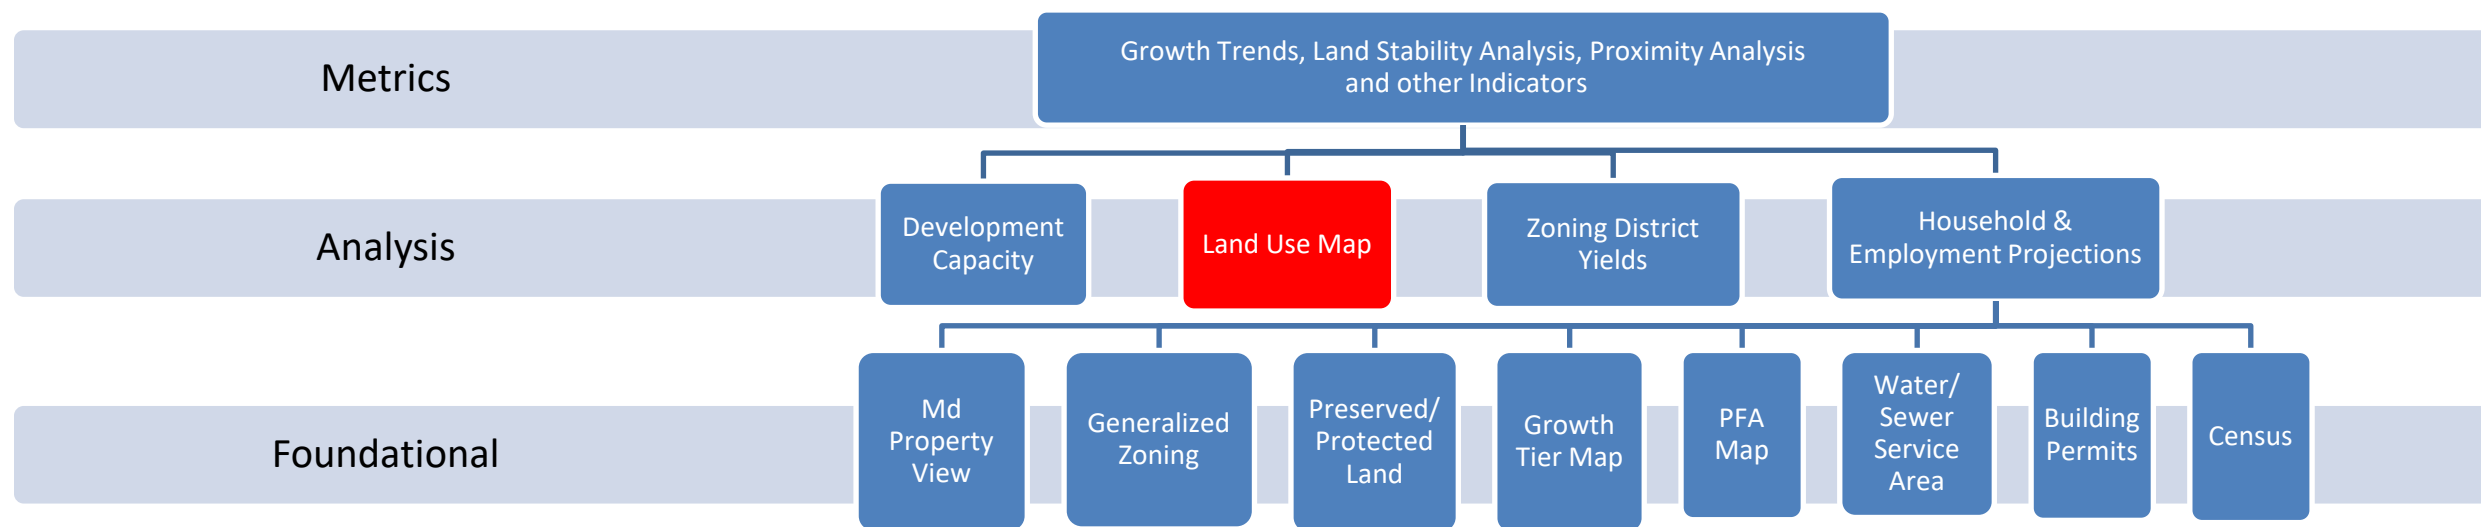 Metrics
Growth Trends, Land Stability Analysis, Proximity Analysis
and other Indicators
Analysis
Development
Capacity
Land Use Map
Zoning District
Yields
Household &
Employment Projections
Foundational
Md
Property
View
Generalized
Zoning
Preserved/
Protected
Land
Growth
Tier Map
PFA
Map
Water/
Sewer
Service
Area
Building
Permits
Census